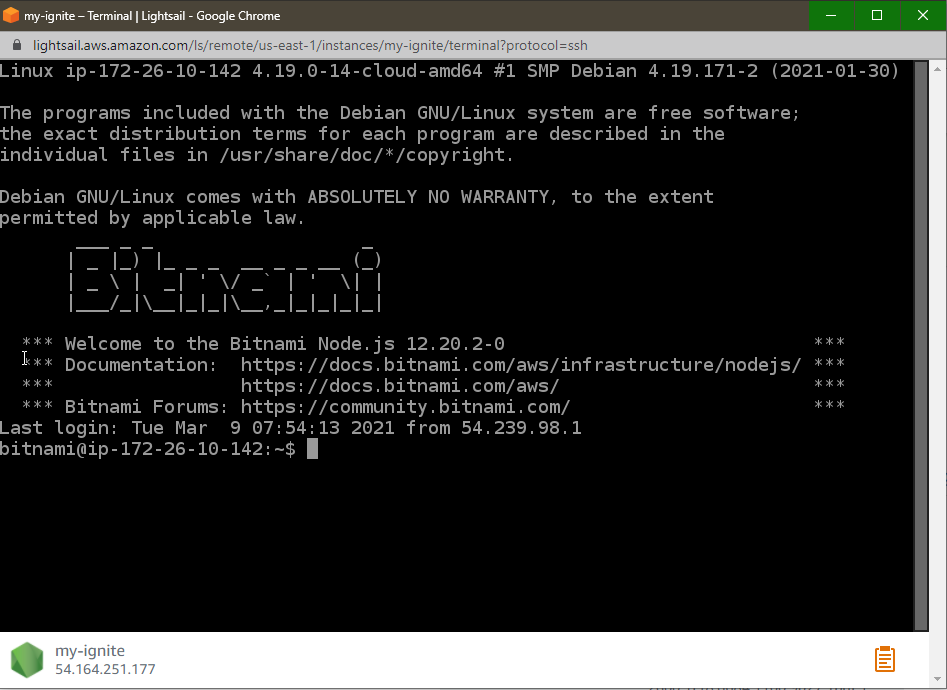 my-ignite – Terminal | Lightsail - Google Chrome
lightsail.aws.amazon.com/ls/remote/us-east-1/instances/my-ignite/terminal?protocol=ssh
Linux ip-172-26-10-142 4.19.0-14-cloud-amd64 #1 SMP Debian 4.19.171-2 (2021-01-30)
The programs included with the Debian GNU/Linux system are free software;
the exact distribution terms for each program are described in the
individual files in /usr/share/doc/*/copyright.
Debian GNU/Linux comes with ABSOLUTELY NO WARRANTY, to the extent
permitted by applicable law.
Bitnami
*** Welcome to the Bitnami Node.js 12.20.2-0 ***
*** Documentation: https://docs.bitnami.com/aws/infrastructure/nodejs/ ***
*** https://docs.bitnami.com/aws/ ***
*** Bitnami Forums: https://community.bitnami.com/ ***
Last login: Tue Mar 9 07:54:13 2021 from 54.239.98.1
bitnami@ip-172-26-10-142:~$
my-ignite
54.164.251.177